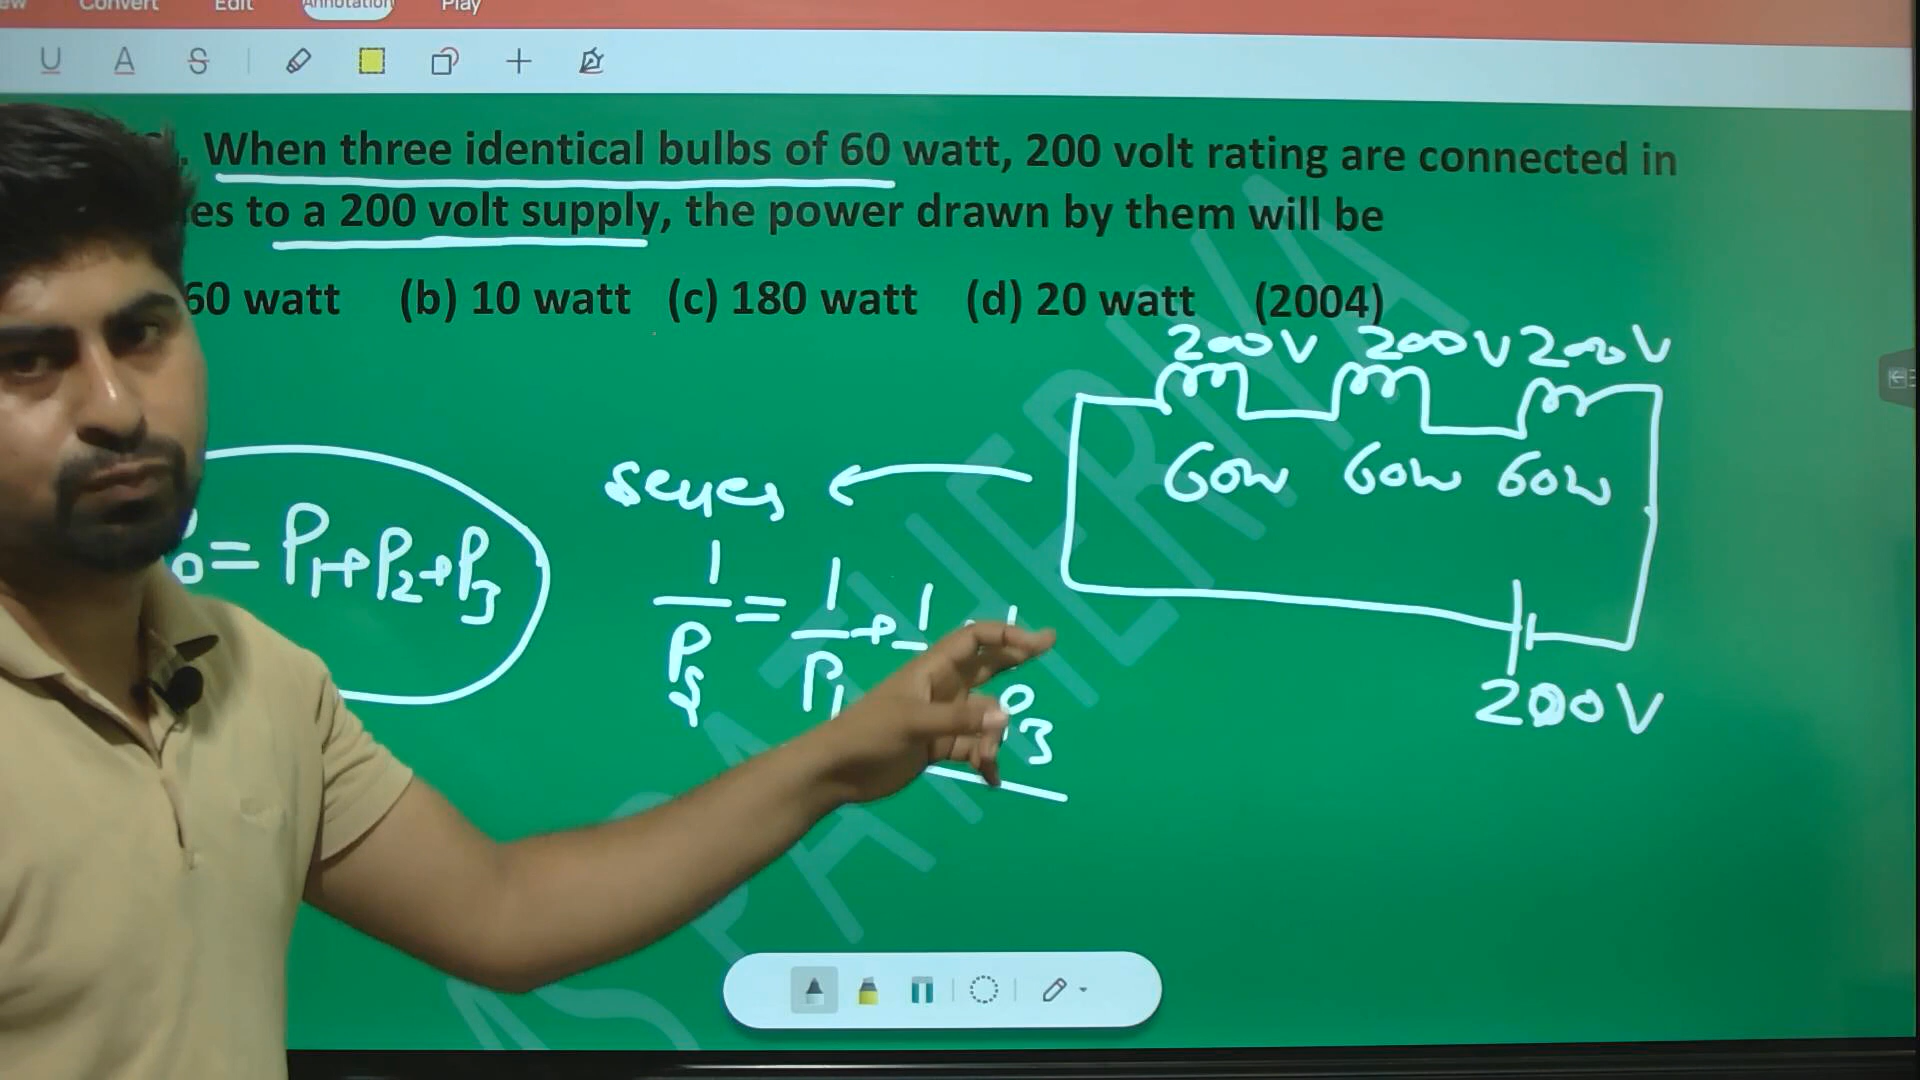 Convert Edit Annotation Play
U A S
When three identical bulbs of 60 watt, 200 volt rating are connected in
es to a 200 volt supply, the power drawn by them will be
60 watt (b) 10 watt (c) 180 watt (d) 20 watt (2004)
200V 200V 200V
60W 60W 60W
series
= P1+P2+P3
1/Ps = 1/P1 + 1
P3
200V
PATHERIYA